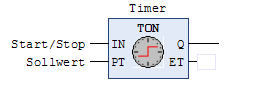 Timer
TON
Start/Stop IN Q
Sollwert PT ET